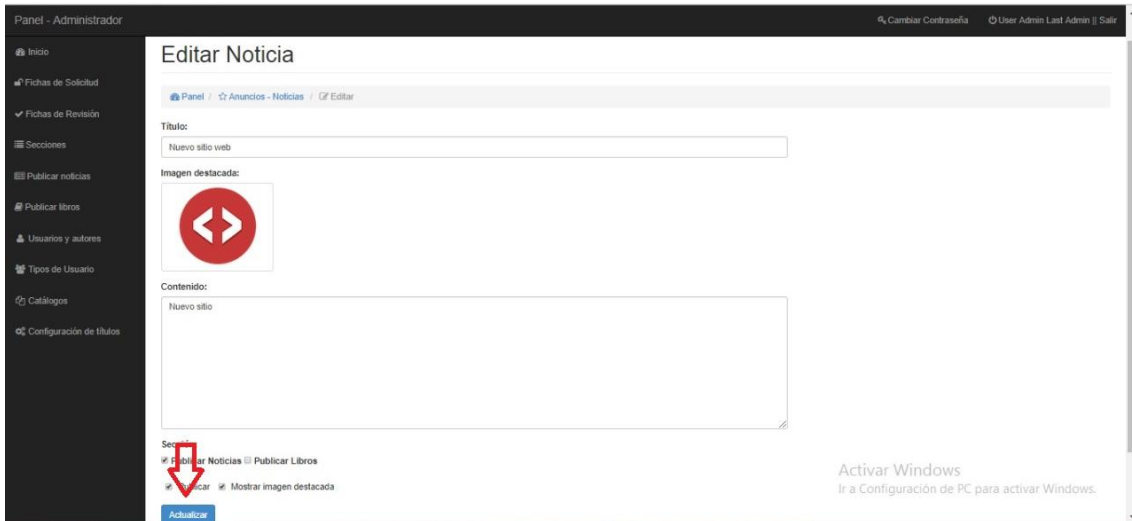 Panel - Administrador
Cambiar Contraseña
User Admin Last Admin || Salir
Inicio
Fichas de Solicitud
Fichas de Revisión
Secciones
Publicar noticias
Publicar libros
Usuarios y autores
Tipos de Usuario
Catálogos
Configuración de títulos
Editar Noticia
Panel / Anuncios - Noticias / Editar
Título:
Nuevo sitio web
Imagen destacada:
Contenido:
Nuevo sitio
Publicar Noticias Publicar Libros
Publicar Mostrar imagen destacada
Actualizar
Activar Windows
Ir a Configuración de PC para activar Windows.